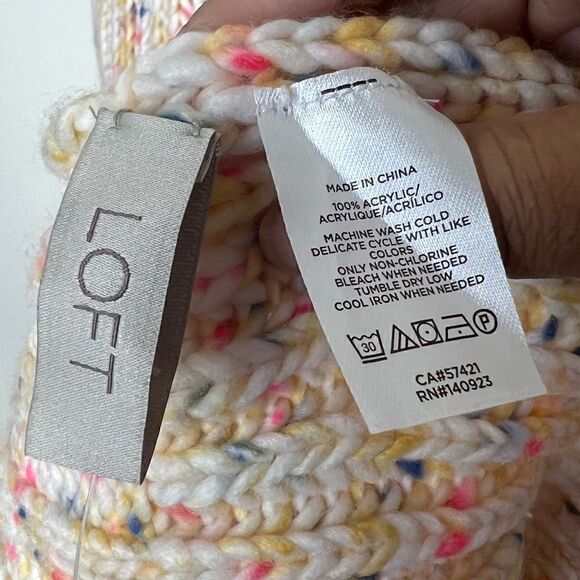 LOFT
MADE IN CHINA
100% ACRYLIC/
ACRYLIQUE/ACRÍLICO
MACHINE WASH COLD
DELICATE CYCLE WITH LIKE
COLORS
ONLY NON-CHLORINE
BLEACH WHEN NEEDED
TUMBLE DRY LOW
COOL IRON WHEN NEEDED
30 P
CA#57421
RN#140923